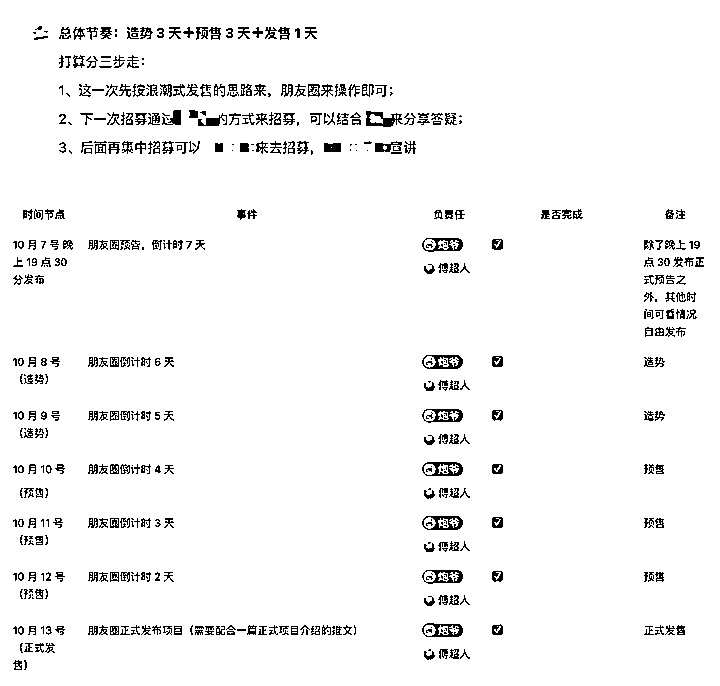 总体节奏：造势 3 天+预售 3 天+发售 1 天
打算分三步走：
1、这一次先按浪潮式发售的思路来，朋友圈来操作即可；
2、下一次招募通过 的方式来招募，可以结合 来分享答疑；
3、后面再集中招募可以 来去招募， 宣讲
时间节点 事件 负责任 是否完成 备注
10 月 7 号晚上 19 点 30 分发布 朋友圈预告，倒计时 7 天 炮爷 傅超人 除了晚上 19 点 30 发布正式预告之外，其他时间可看情况自由发布
10 月 8 号（造势） 朋友圈倒计时 6 天 炮爷 傅超人 造势
10 月 9 号（造势） 朋友圈倒计时 5 天 炮爷 傅超人 造势
10 月 10 号（预售） 朋友圈倒计时 4 天 炮爷 傅超人 预售
10 月 11 号（预售） 朋友圈倒计时 3 天 炮爷 傅超人 预售
10 月 12 号（预售） 朋友圈倒计时 2 天 炮爷 傅超人 预售
10 月 13 号（正式发售） 朋友圈正式发布项目（需要配合一篇正式项目介绍的推文） 炮爷 傅超人 正式发售